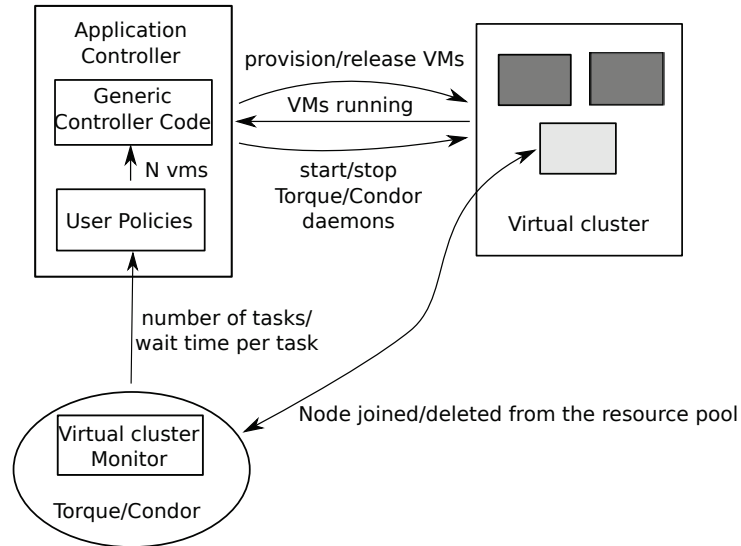 Application
Controller
Generic
Controller Code
N vms
User Policies
provision/release VMs
VMs running
start/stop
Torque/Condor
daemons
Virtual cluster
number of tasks/
wait time per task
Node joined/deleted from the resource pool
Virtual cluster
Monitor
Torque/Condor